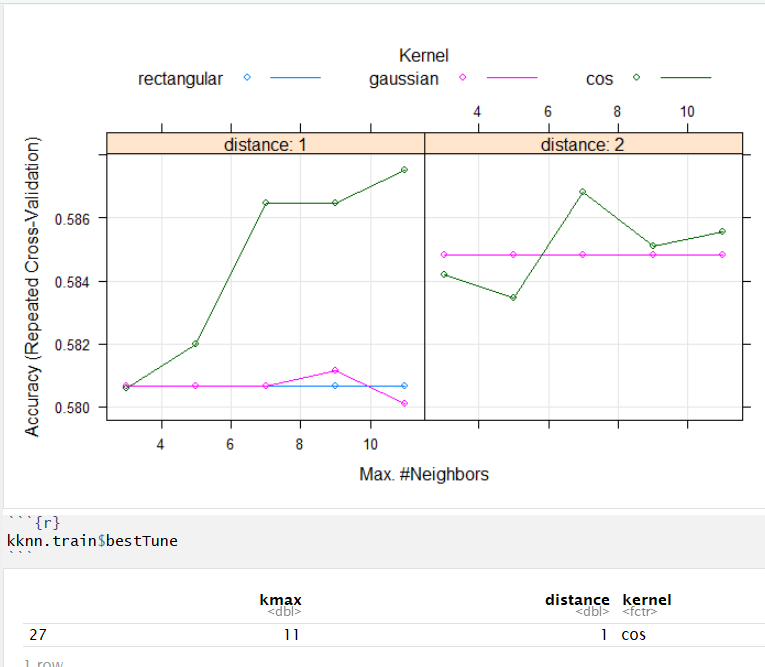 Kernel
rectangular gaussian cos
4 6 8 10
distance: 1 distance: 2
Accuracy (Repeated Cross-Validation)
0.586
0.584
0.582
0.580
4 6 8 10
Max. #Neighbors
```{r}
kknn.train$bestTune
```
kmax distance kernel
<dbl> <dbl> <fctr>
27 11 1 cos
1 row